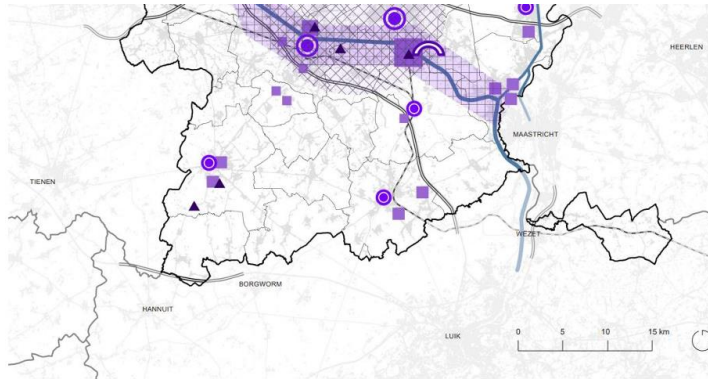 HEERLEN
MAASTRICHT
TIENEN
WEZET
BORGWORM
HANNUIT
LUIK
0 5 10 15 km